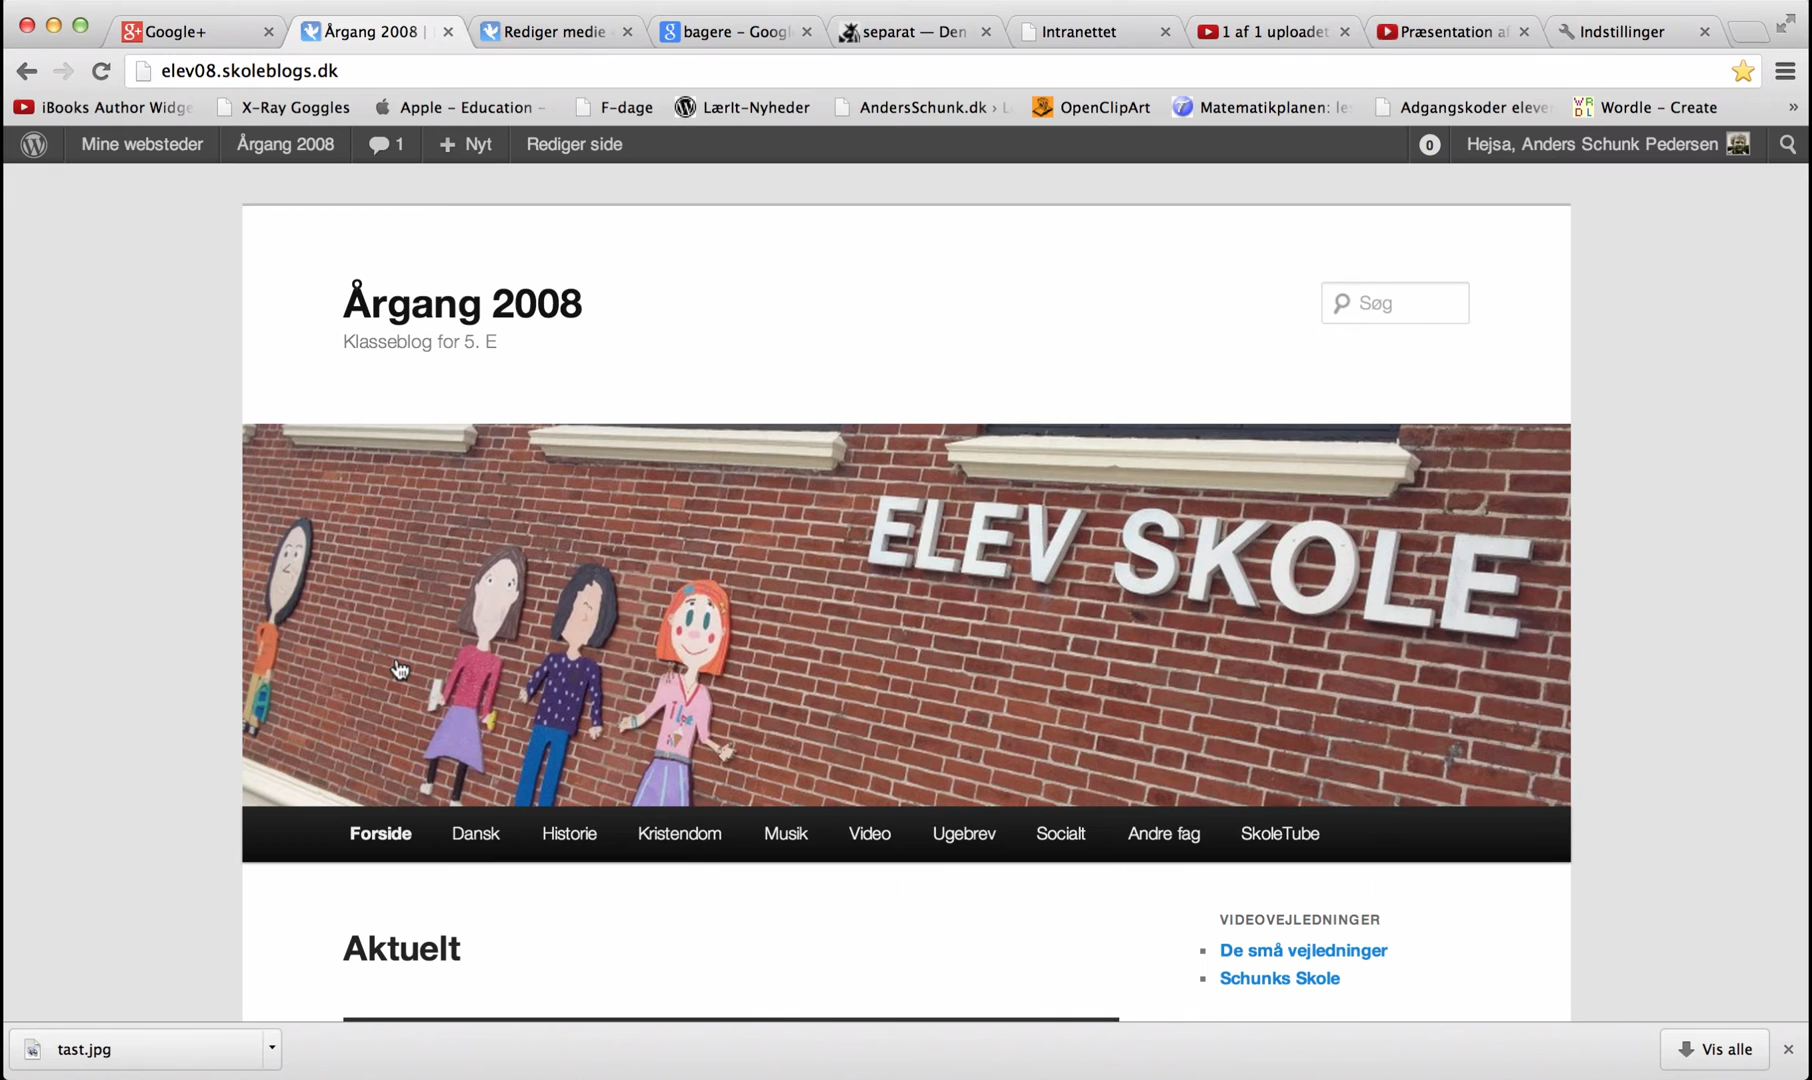 Google+
Årgang 2008 |
Rediger medie
bagere – Googl
separat — Den
Intranettet
1 af 1 uploadet
Præsentation af
Indstillinger
elev08.skoleblogs.dk
iBooks Author Widge
X-Ray Goggles
Apple – Education –
F-dage
LærIt-Nyheder
AndersSchunk.dk › L
OpenClipArt
Matematikplanen: le
Adgangskoder eleve
Wordle – Create
»
Mine websteder
Årgang 2008
1
+ Nyt
Rediger side
0
Hejsa, Anders Schunk Pedersen
Årgang 2008
Søg
Klasseblog for 5. E
ELEV SKOLE
Forside Dansk Historie Kristendom Musik Video Ugebrev Socialt Andre fag SkoleTube
VIDEOVEJLEDNINGER
Aktuelt
De små vejledninger
Schunks Skole
tast.jpg
Vis alle